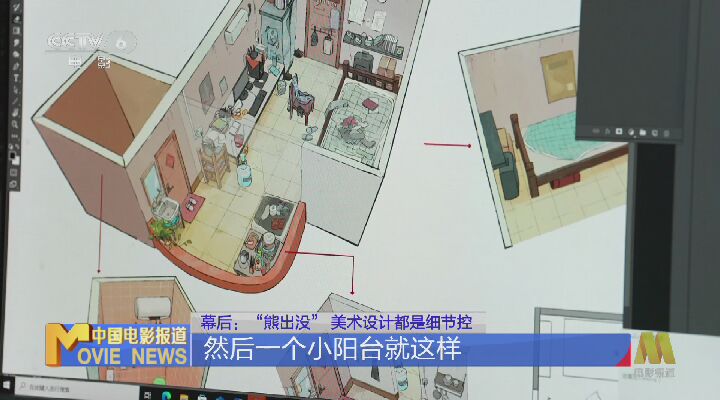 CCTV 6
电影
幕后：“熊出没” 美术设计都是细节控
中国电影报道
MOVIE NEWS
然后一个小阳台就这样
电影报道